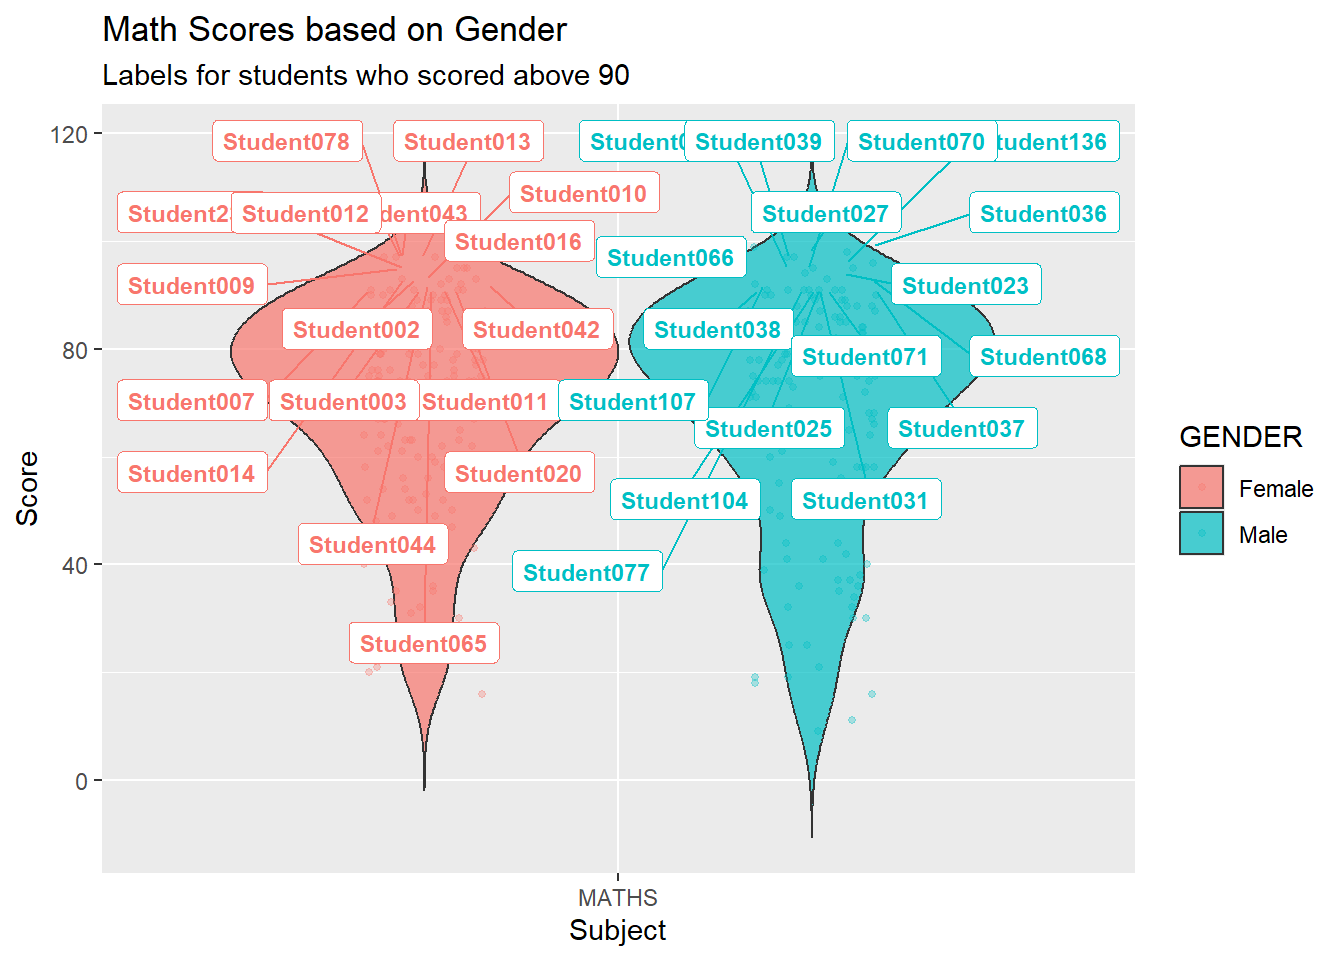 Math Scores based on Gender
Labels for students who scored above 90
120
80
40
0
Score
Student078
Student013
Student039
Student070
Student012
Student010
Student027
Student036
Student016
Student066
Student009
Student023
Student002
Student042
Student038
Student071
Student068
Student007
Student003
Student011
Student107
Student025
Student037
Student014
Student020
Student104
Student031
Student044
Student077
Student065
MATHS
Subject
GENDER
Female
Male